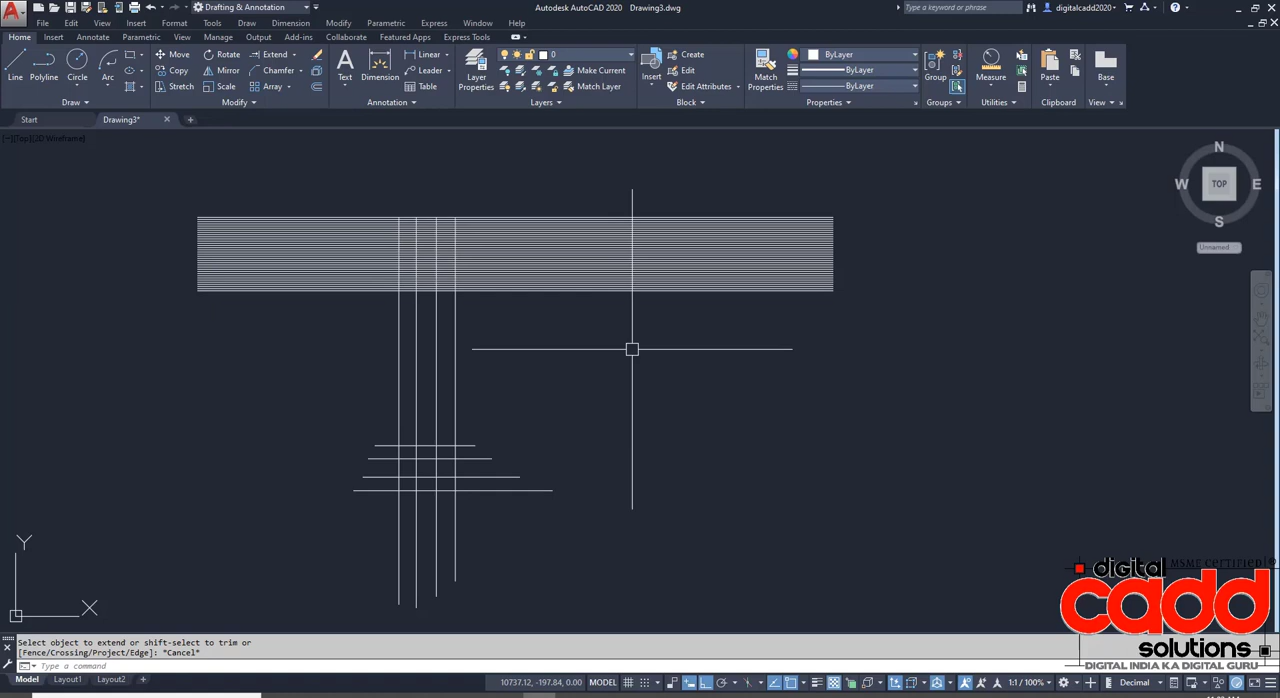 Drafting & Annotation
Autodesk AutoCAD 2020 Drawing3.dwg
Type a keyword or phrase
digitalcadd2020
File Edit View Insert Format Tools Draw Dimension Modify Parametric Express Window Help
Home Insert Annotate Parametric View Manage Output Add-ins Collaborate Featured Apps Express Tools
Line Polyline Circle Arc
Move Rotate Extend
Copy Mirror Chamfer
Stretch Scale Array
Text Dimension
Linear
Leader
Table
Layer Properties
0
Make Current
Match Layer
Insert
Create
Edit
Edit Attributes
Match Properties
ByLayer
ByLayer
ByLayer
Group
Measure
Paste
Base
Draw Modify Annotation Layers Block Properties Groups Utilities Clipboard View
Start Drawing3*
[−][Top][2D Wireframe]
N
W TOP E
S
Unnamed
Y
X
MSME Certified ®
digital
cadd
solutions
DIGITAL INDIA KA DIGITAL GURU
Select object to extend or shift-select to trim or
[Fence/Crossing/Project/Edge]: *Cancel*
Type a command
Model Layout1 Layout2
10737.12, -197.84, 0.00 MODEL 1:1/100% Decimal